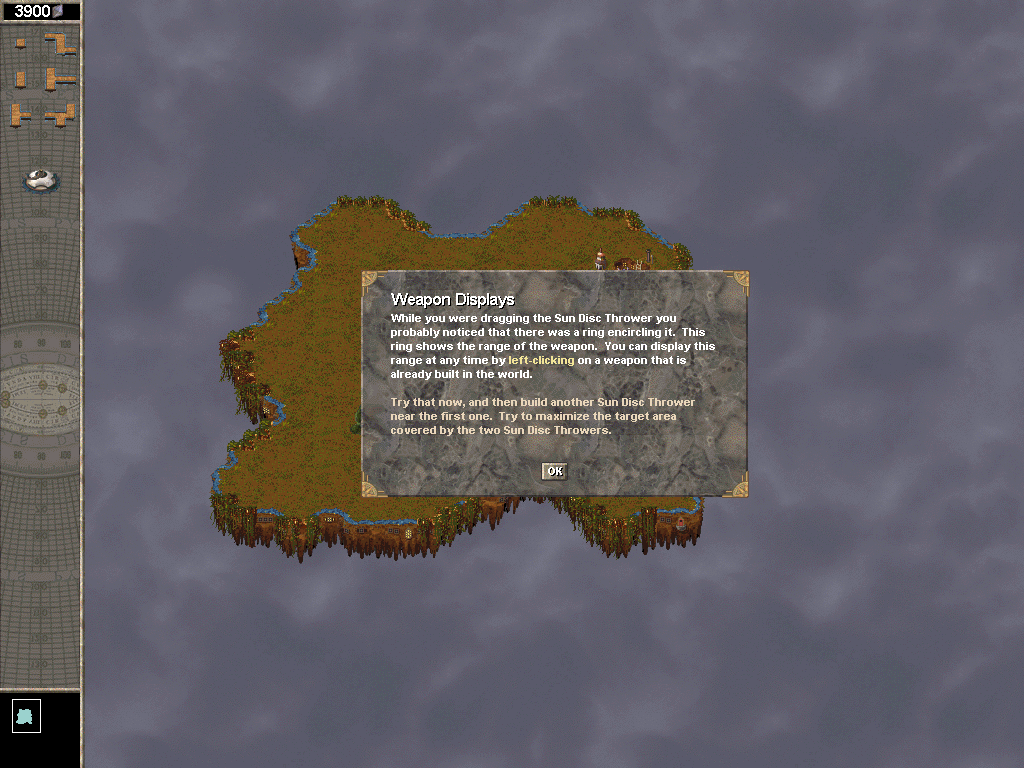 3900
Weapon Displays
While you were dragging the Sun Disc Thrower you
probably noticed that there was a ring encircling it. This
ring shows the range of the weapon. You can display this
range at any time by left-clicking on a weapon that is
already built in the world.
Try that now, and then build another Sun Disc Thrower
near the first one. Try to maximize the target area
covered by the two Sun Disc Throwers.
OK